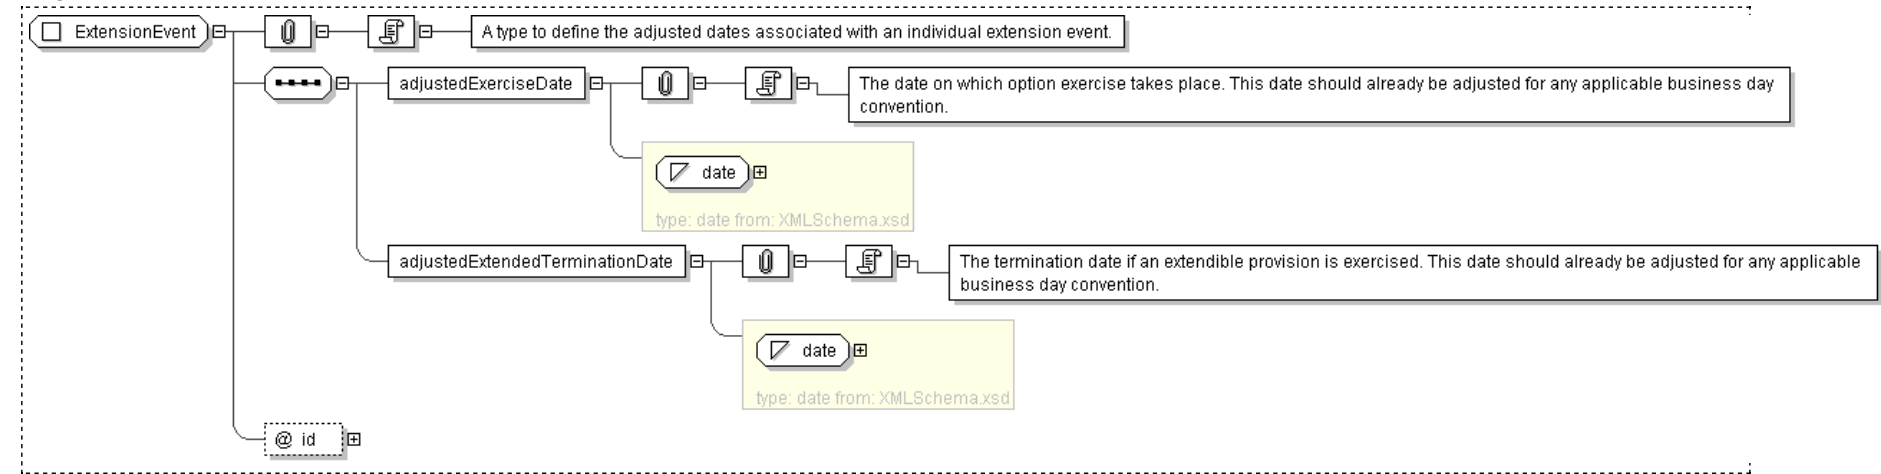 ExtensionEvent
A type to define the adjusted dates associated with an individual extension event.
adjustedExerciseDate
The date on which option exercise takes place. This date should already be adjusted for any applicable business day
convention.
date
type: date from: XMLSchema.xsd
adjustedExtendedTerminationDate
The termination date if an extendible provision is exercised. This date should already be adjusted for any applicable
business day convention.
date
type: date from: XMLSchema.xsd
@ id